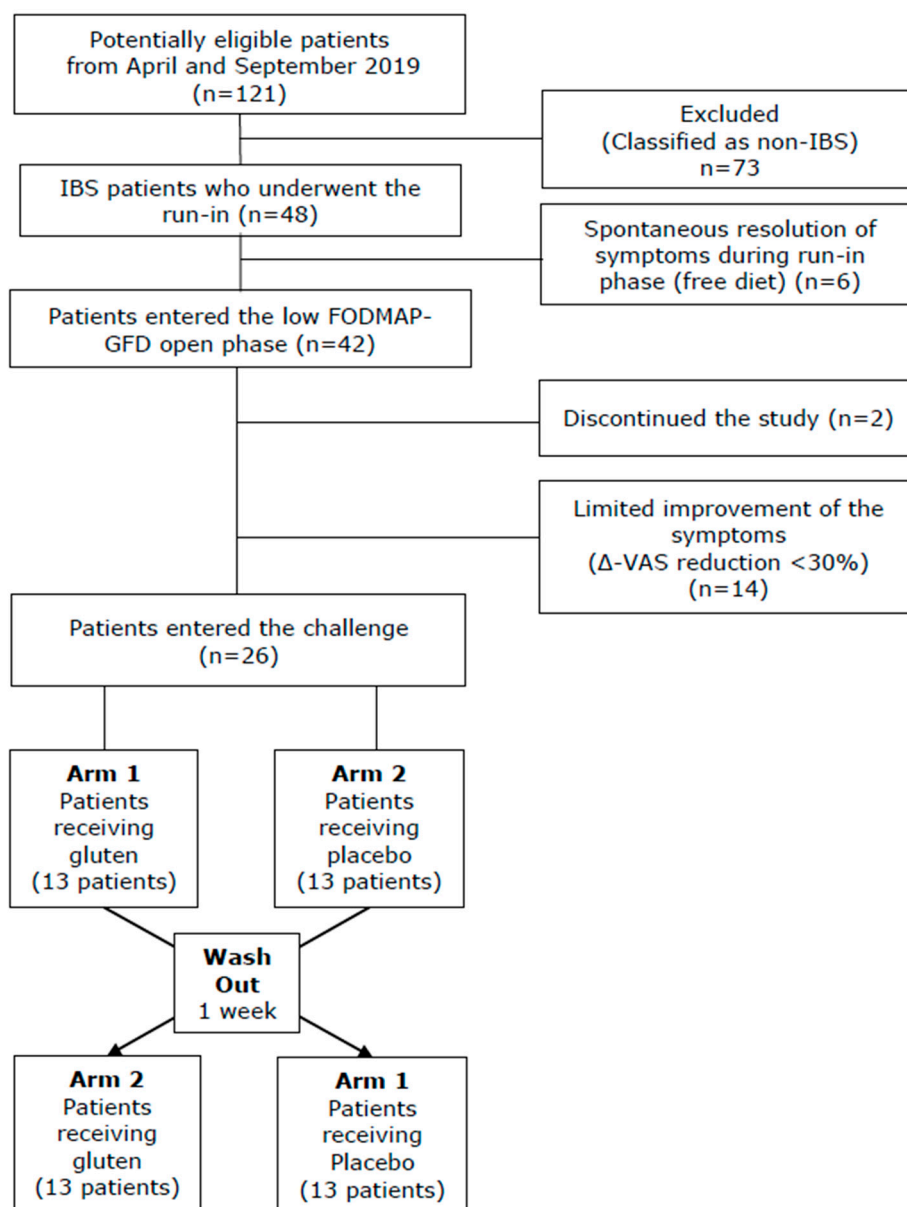 Potentially eligible patients
from April and September 2019
(n=121)
Excluded
(Classified as non-IBS)
n=73
IBS patients who underwent the
run-in (n=48)
Spontaneous resolution of
symptoms during run-in
phase (free diet) (n=6)
Patients entered the low FODMAP-
GFD open phase (n=42)
Discontinued the study (n=2)
Limited improvement of the
symptoms
(Δ-VAS reduction <30%)
(n=14)
Patients entered the challenge
(n=26)
Arm 1
Patients
receiving
gluten
(13 patients)
Arm 2
Patients
receiving
placebo
(13 patients)
Wash
Out
1 week
Arm 2
Patients
receiving
gluten
(13 patients)
Arm 1
Patients
receiving
Placebo
(13 patients)